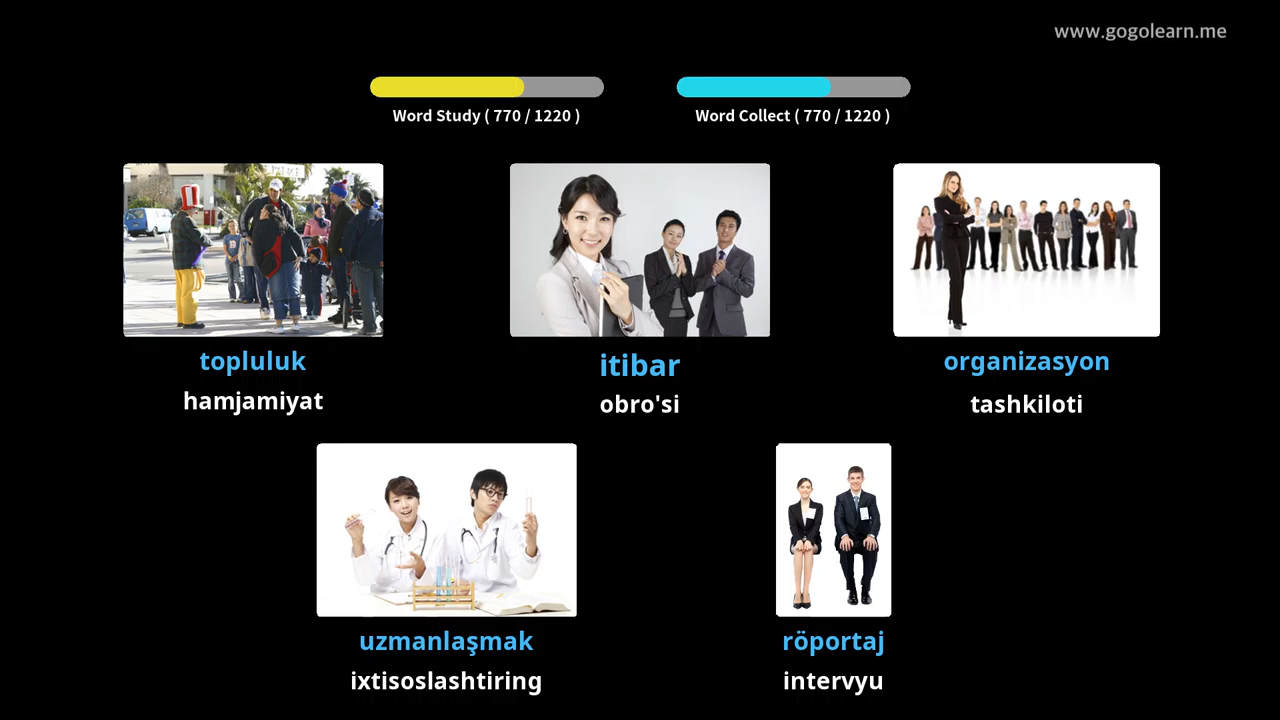 www.gogolearn.me
Word Study ( 770 / 1220 )
Word Collect ( 770 / 1220 )
topluluk
hamjamiyat
itibar
obro'si
organizasyon
tashkiloti
uzmanlaşmak
ixtisoslashtiring
röportaj
intervyu